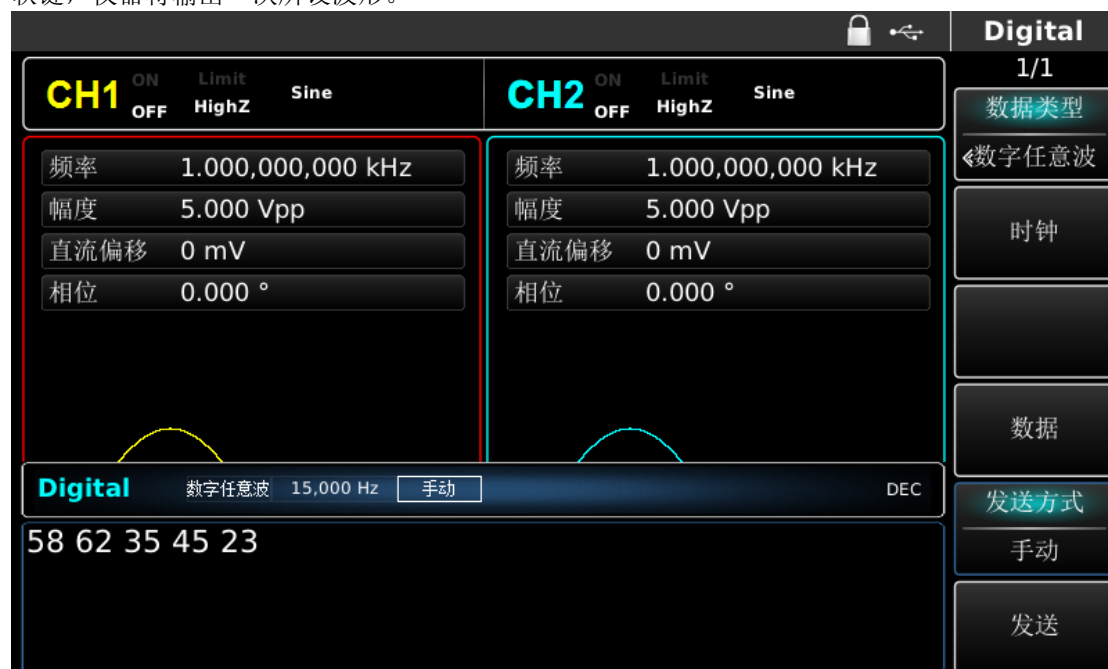 Digital
1/1
CH1 ON OFF Limit HighZ Sine
CH2 ON OFF Limit HighZ Sine
数据类型
«数字任意波
频率 1.000,000,000 kHz
幅度 5.000 Vpp
直流偏移 0 mV
相位 0.000 °
频率 1.000,000,000 kHz
幅度 5.000 Vpp
直流偏移 0 mV
相位 0.000 °
时钟
数据
Digital 数字任意波 15,000 Hz 手动 DEC
58 62 35 45 23
发送方式
手动
发送